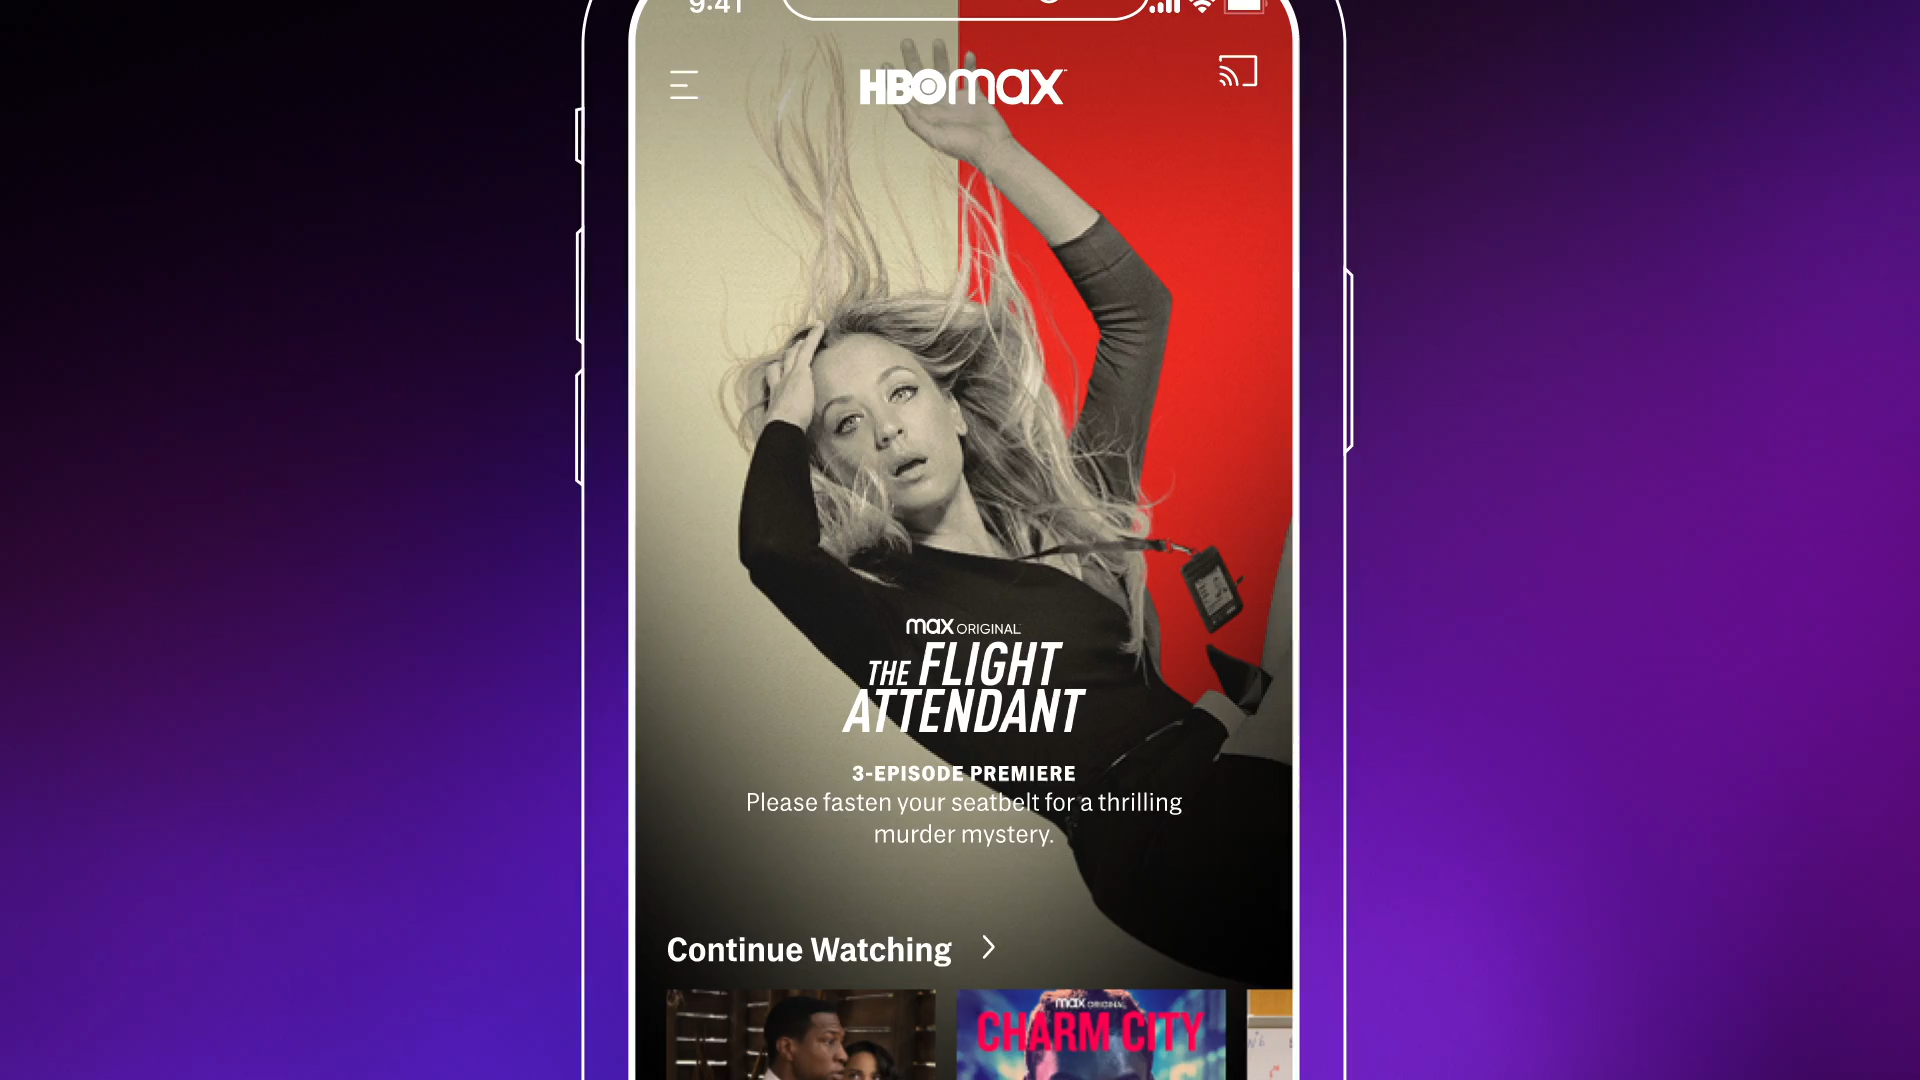 9:41
HBOmax
max ORIGINAL
THE FLIGHT
ATTENDANT
3-EPISODE PREMIERE
Please fasten your seatbelt for a thrilling
murder mystery.
Continue Watching
max ORIGINAL
CHARM CITY